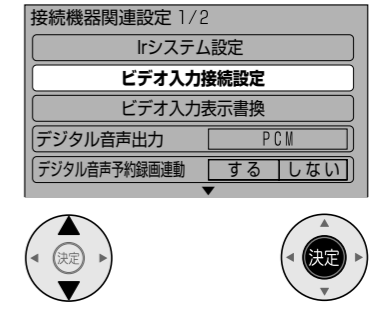 接続機器関連設定 1/2
Irシステム設定
ビデオ入力接続設定
ビデオ入力表示書換
デジタル音声出力 PCM
デジタル音声予約録画連動 する しない
決定 決定